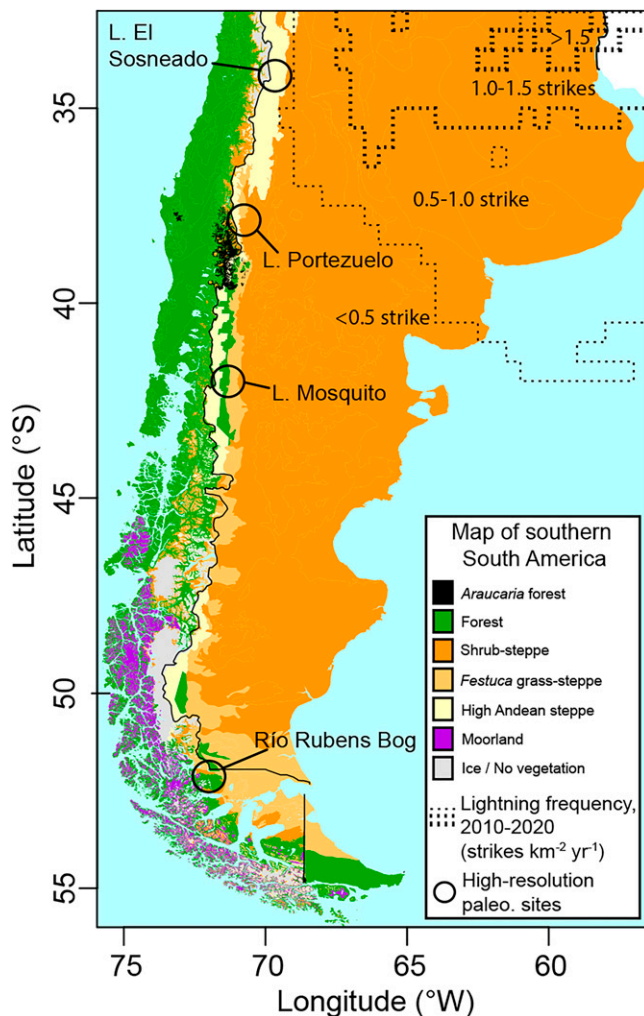 L. El
Sosneado
>1.5
1.0-1.5 strikes
35
0.5-1.0 strike
L. Portezuelo
40
<0.5 strike
L. Mosquito
Latitude (°S)
45
Map of southern
South America
Araucaria forest
Forest
Shrub-steppe
50
Festuca grass-steppe
High Andean steppe
Río Rubens Bog
Moorland
Ice / No vegetation
Lightning frequency,
2010-2020
(strikes km⁻² yr⁻¹)
High-resolution
paleo. sites
55
75 70 65 60
Longitude (°W)